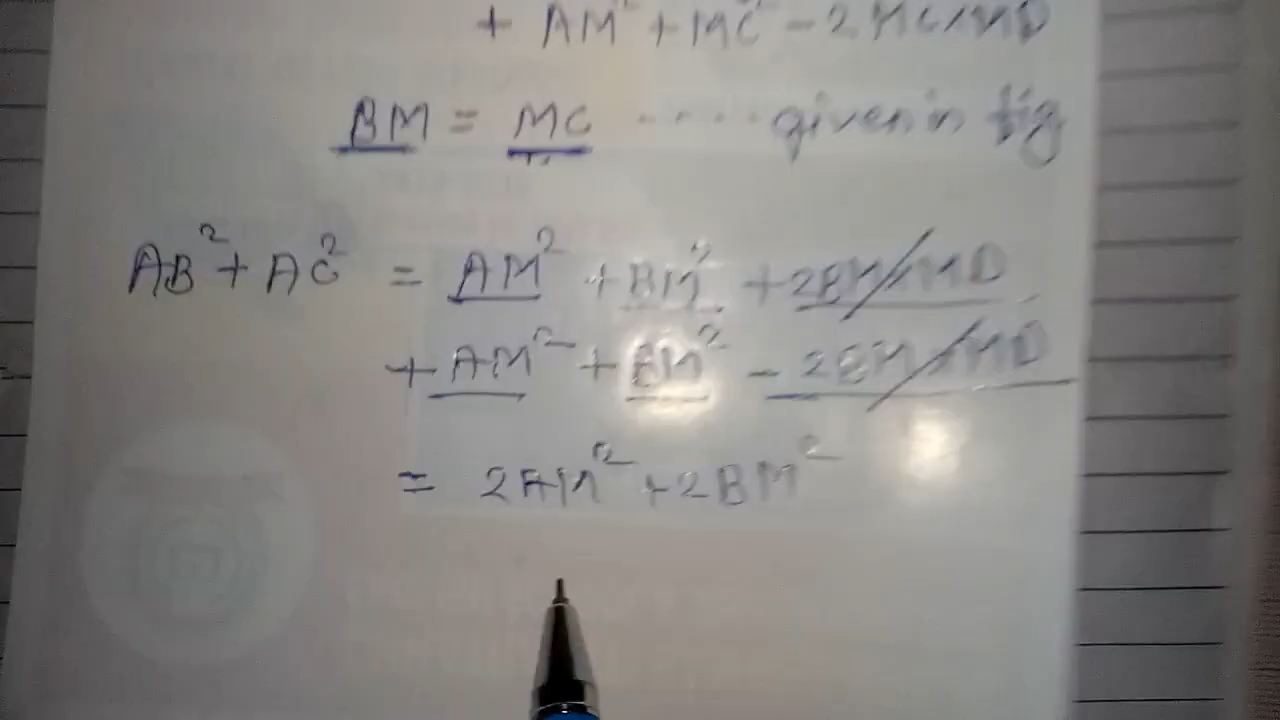 + AM² + MC² - 2MC×MD
BM = MC ..... given in fig
AB² + AC² = AM² + BM² + 2BM×MD
+ AM² + BM² - 2BM×MD
= 2AM² + 2BM²